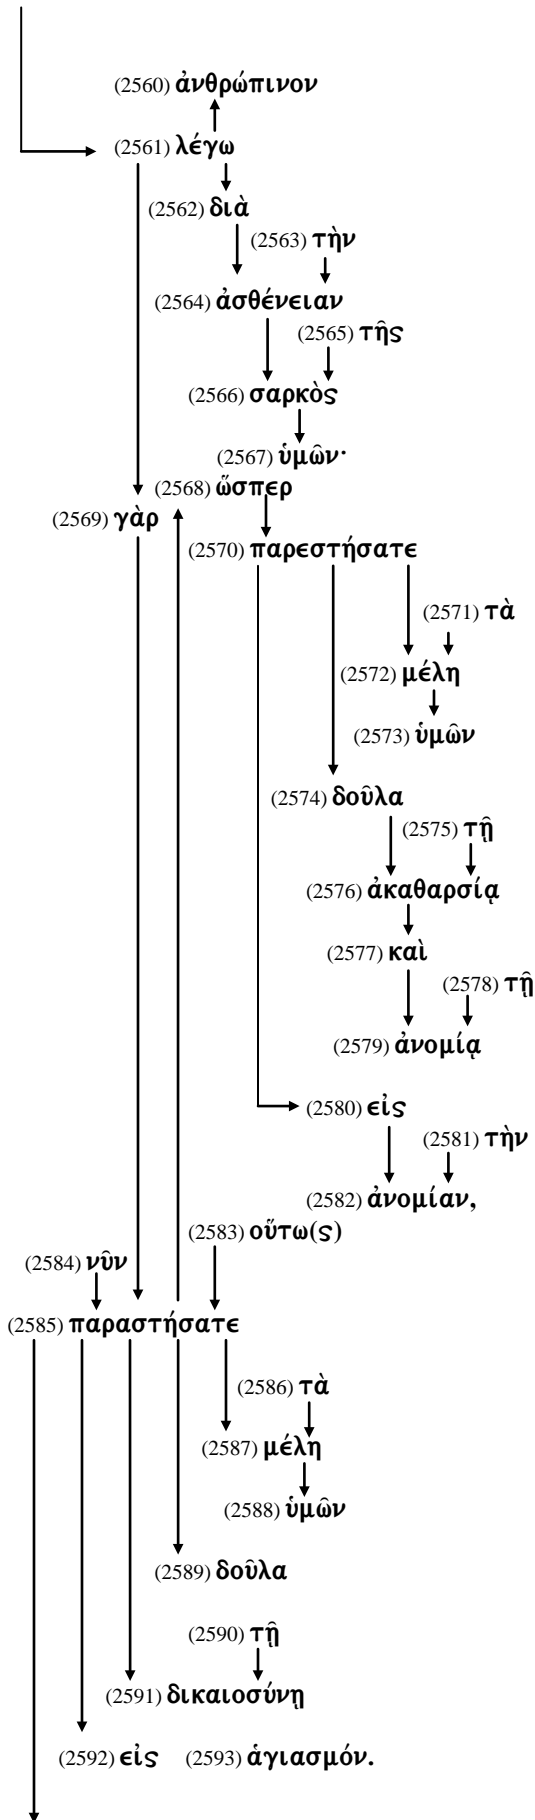 (2560) ἀνθρώπινον
(2561) λέγω
(2562) διὰ
(2563) τὴν
(2564) ἀσθένειαν
(2565) τῆς
(2566) σαρκὸς
(2567) ὑμῶν·
(2568) ὥσπερ
(2569) γὰρ
(2570) παρεστήσατε
(2571) τὰ
(2572) μέλη
(2573) ὑμῶν
(2574) δοῦλα
(2575) τῇ
(2576) ἀκαθαρσίᾳ
(2577) καὶ
(2578) τῇ
(2579) ἀνομίᾳ
(2580) εἰς
(2581) τὴν
(2582) ἀνομίαν,
(2583) οὕτω(ς)
(2584) νῦν
(2585) παραστήσατε
(2586) τὰ
(2587) μέλη
(2588) ὑμῶν
(2589) δοῦλα
(2590) τῇ
(2591) δικαιοσύνῃ
(2592) εἰς (2593) ἁγιασμόν.